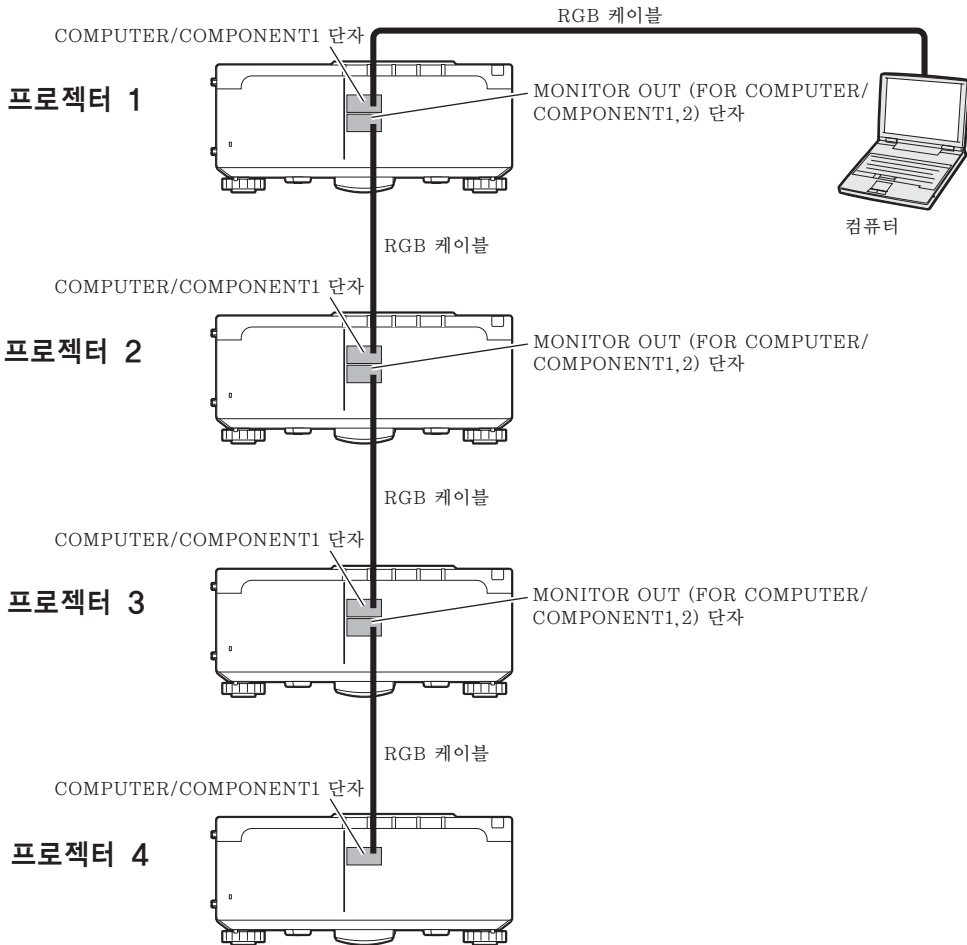 RGB 케이블
COMPUTER/COMPONENT1 단자
프로젝터 1
MONITOR OUT (FOR COMPUTER/
COMPONENT1,2) 단자
컴퓨터
RGB 케이블
COMPUTER/COMPONENT1 단자
프로젝터 2
MONITOR OUT (FOR COMPUTER/
COMPONENT1,2) 단자
RGB 케이블
COMPUTER/COMPONENT1 단자
프로젝터 3
MONITOR OUT (FOR COMPUTER/
COMPONENT1,2) 단자
RGB 케이블
COMPUTER/COMPONENT1 단자
프로젝터 4